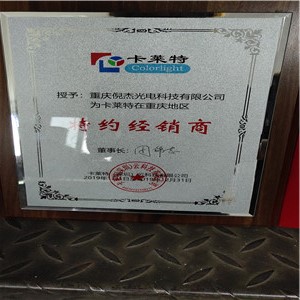 卡莱特
Colorlight
授予：重庆倪杰光电科技有限公司
为卡莱特在重庆地区
特约经销商
董事长：